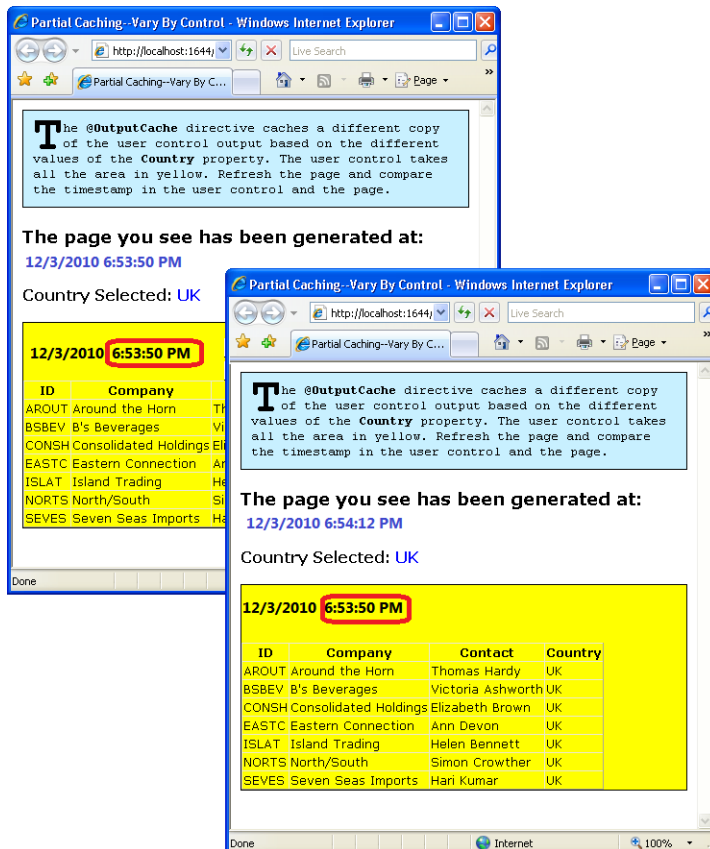 Partial Caching--Vary By Control - Windows Internet Explorer
http://localhost:1644/
Live Search
Partial Caching--Vary By C...
Page
The @OutputCache directive caches a different copy
of the user control output based on the different
values of the Country property. The user control takes
all the area in yellow. Refresh the page and compare
the timestamp in the user control and the page.
The page you see has been generated at:
12/3/2010 6:53:50 PM
Country Selected: UK
12/3/2010 6:53:50 PM
ID Company
AROUT Around the Horn Th
BSBEV B's Beverages Vi
CONSH Consolidated Holdings Eli
EASTC Eastern Connection An
ISLAT Island Trading He
NORTS North/South Si
SEVES Seven Seas Imports Ha
Done
Partial Caching--Vary By Control - Windows Internet Explorer
http://localhost:1644/
Live Search
Partial Caching--Vary By C...
Page
The @OutputCache directive caches a different copy
of the user control output based on the different
values of the Country property. The user control takes
all the area in yellow. Refresh the page and compare
the timestamp in the user control and the page.
The page you see has been generated at:
12/3/2010 6:54:12 PM
Country Selected: UK
12/3/2010 6:53:50 PM
ID Company Contact Country
AROUT Around the Horn Thomas Hardy UK
BSBEV B's Beverages Victoria Ashworth UK
CONSH Consolidated Holdings Elizabeth Brown UK
EASTC Eastern Connection Ann Devon UK
ISLAT Island Trading Helen Bennett UK
NORTS North/South Simon Crowther UK
SEVES Seven Seas Imports Hari Kumar UK
Done Internet 100%